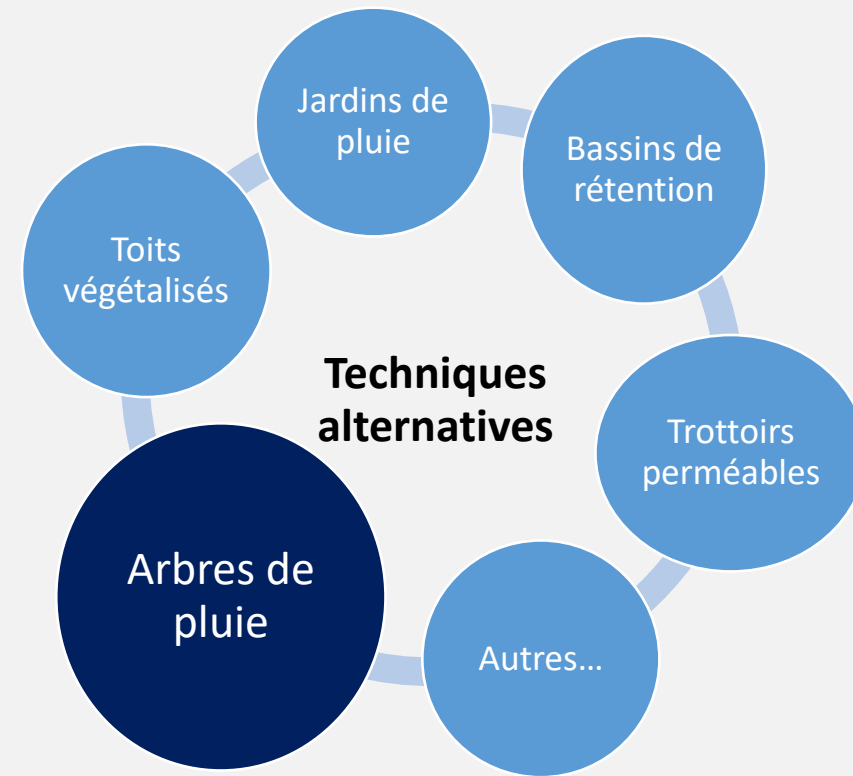 Jardins de
pluie
Bassins de
rétention
Toits
végétalisés
Techniques
alternatives
Trottoirs
perméables
Arbres de
pluie
Autres...